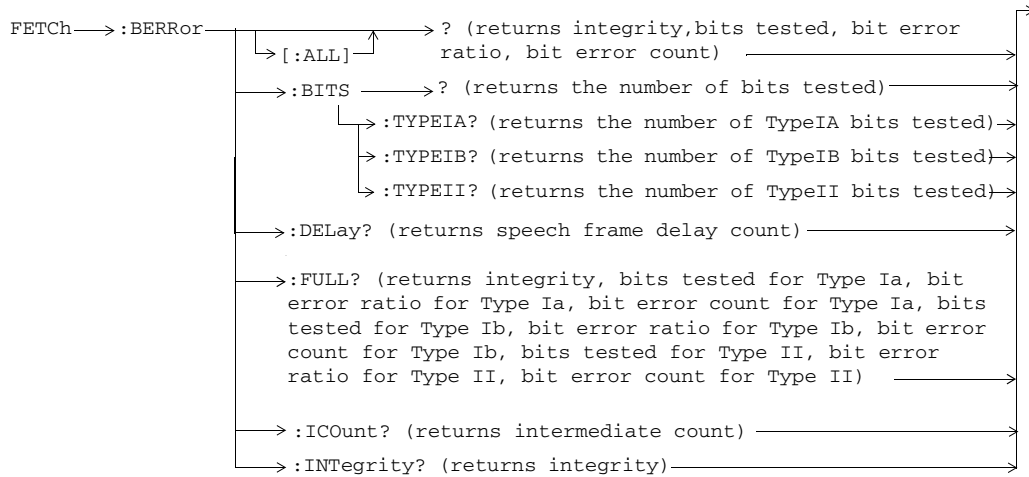 FETCh :BERRor ? (returns integrity,bits tested, bit error
[:ALL] ratio, bit error count)
:BITS ? (returns the number of bits tested)
:TYPEIA? (returns the number of TypeIA bits tested)
:TYPEIB? (returns the number of TypeIB bits tested)
:TYPEII? (returns the number of TypeII bits tested)
:DELay? (returns speech frame delay count)
:FULL? (returns integrity, bits tested for Type Ia, bit
error ratio for Type Ia, bit error count for Type Ia, bits
tested for Type Ib, bit error ratio for Type Ib, bit error
count for Type Ib, bits tested for Type II, bit error
ratio for Type II, bit error count for Type II)
:ICOunt? (returns intermediate count)
:INTegrity? (returns integrity)